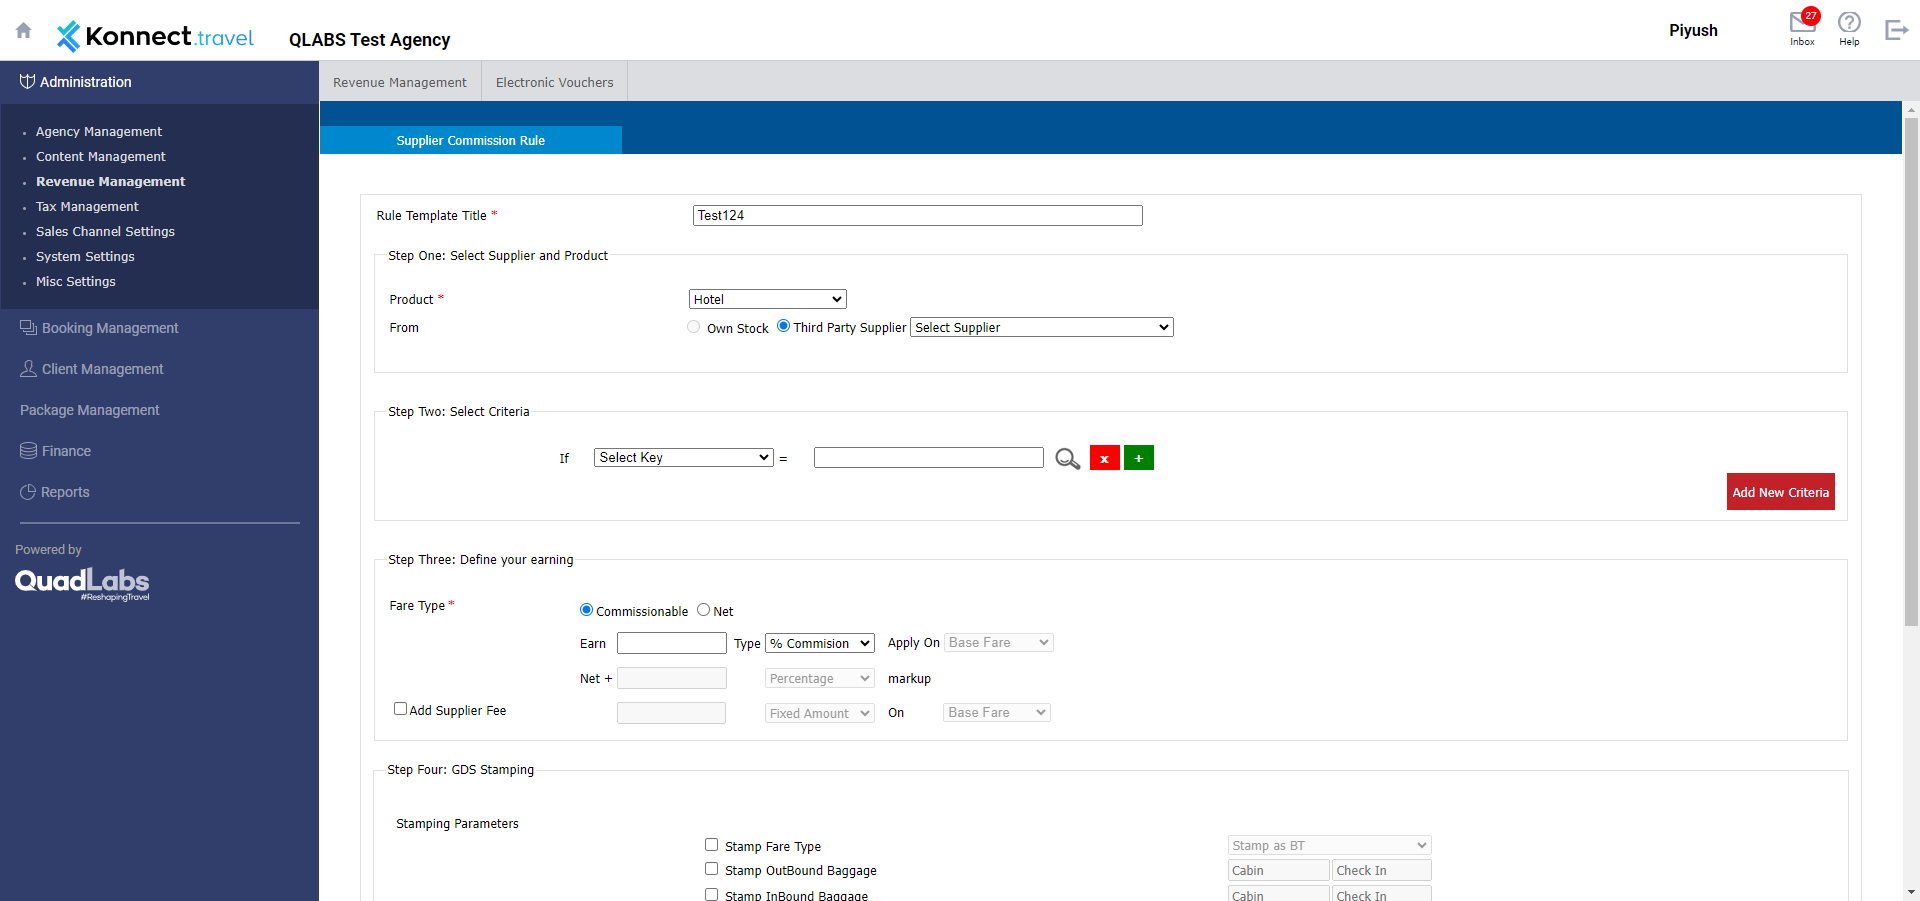 Konnect.travel QLABS Test Agency Piyush 27 Inbox Help
Administration
Agency Management
Content Management
Revenue Management
Tax Management
Sales Channel Settings
System Settings
Misc Settings
Booking Management
Client Management
Package Management
Finance
Reports
Powered by
QuadLabs
#ReshapingTravel
Revenue Management Electronic Vouchers
Supplier Commission Rule
Rule Template Title * Test124
Step One: Select Supplier and Product
Product * Hotel
From Own Stock Third Party Supplier Select Supplier
Step Two: Select Criteria
If Select Key = x +
Add New Criteria
Step Three: Define your earning
Fare Type * Commissionable Net
Earn Type % Commision Apply On Base Fare
Net + Percentage markup
Add Supplier Fee Fixed Amount On Base Fare
Step Four: GDS Stamping
Stamping Parameters
Stamp Fare Type Stamp as BT
Stamp OutBound Baggage Cabin Check In
Stamp InBound Baggage Cabin Check In